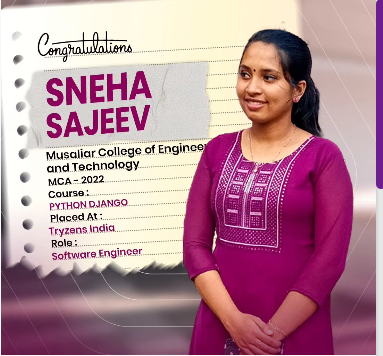 Congratulations
SNEHA
SAJEEV
Musaliar College of Engineer
and Technology
MCA - 2022
Course :
PYTHON DJANGO
Placed At :
Tryzens India
Role :
Software Engineer